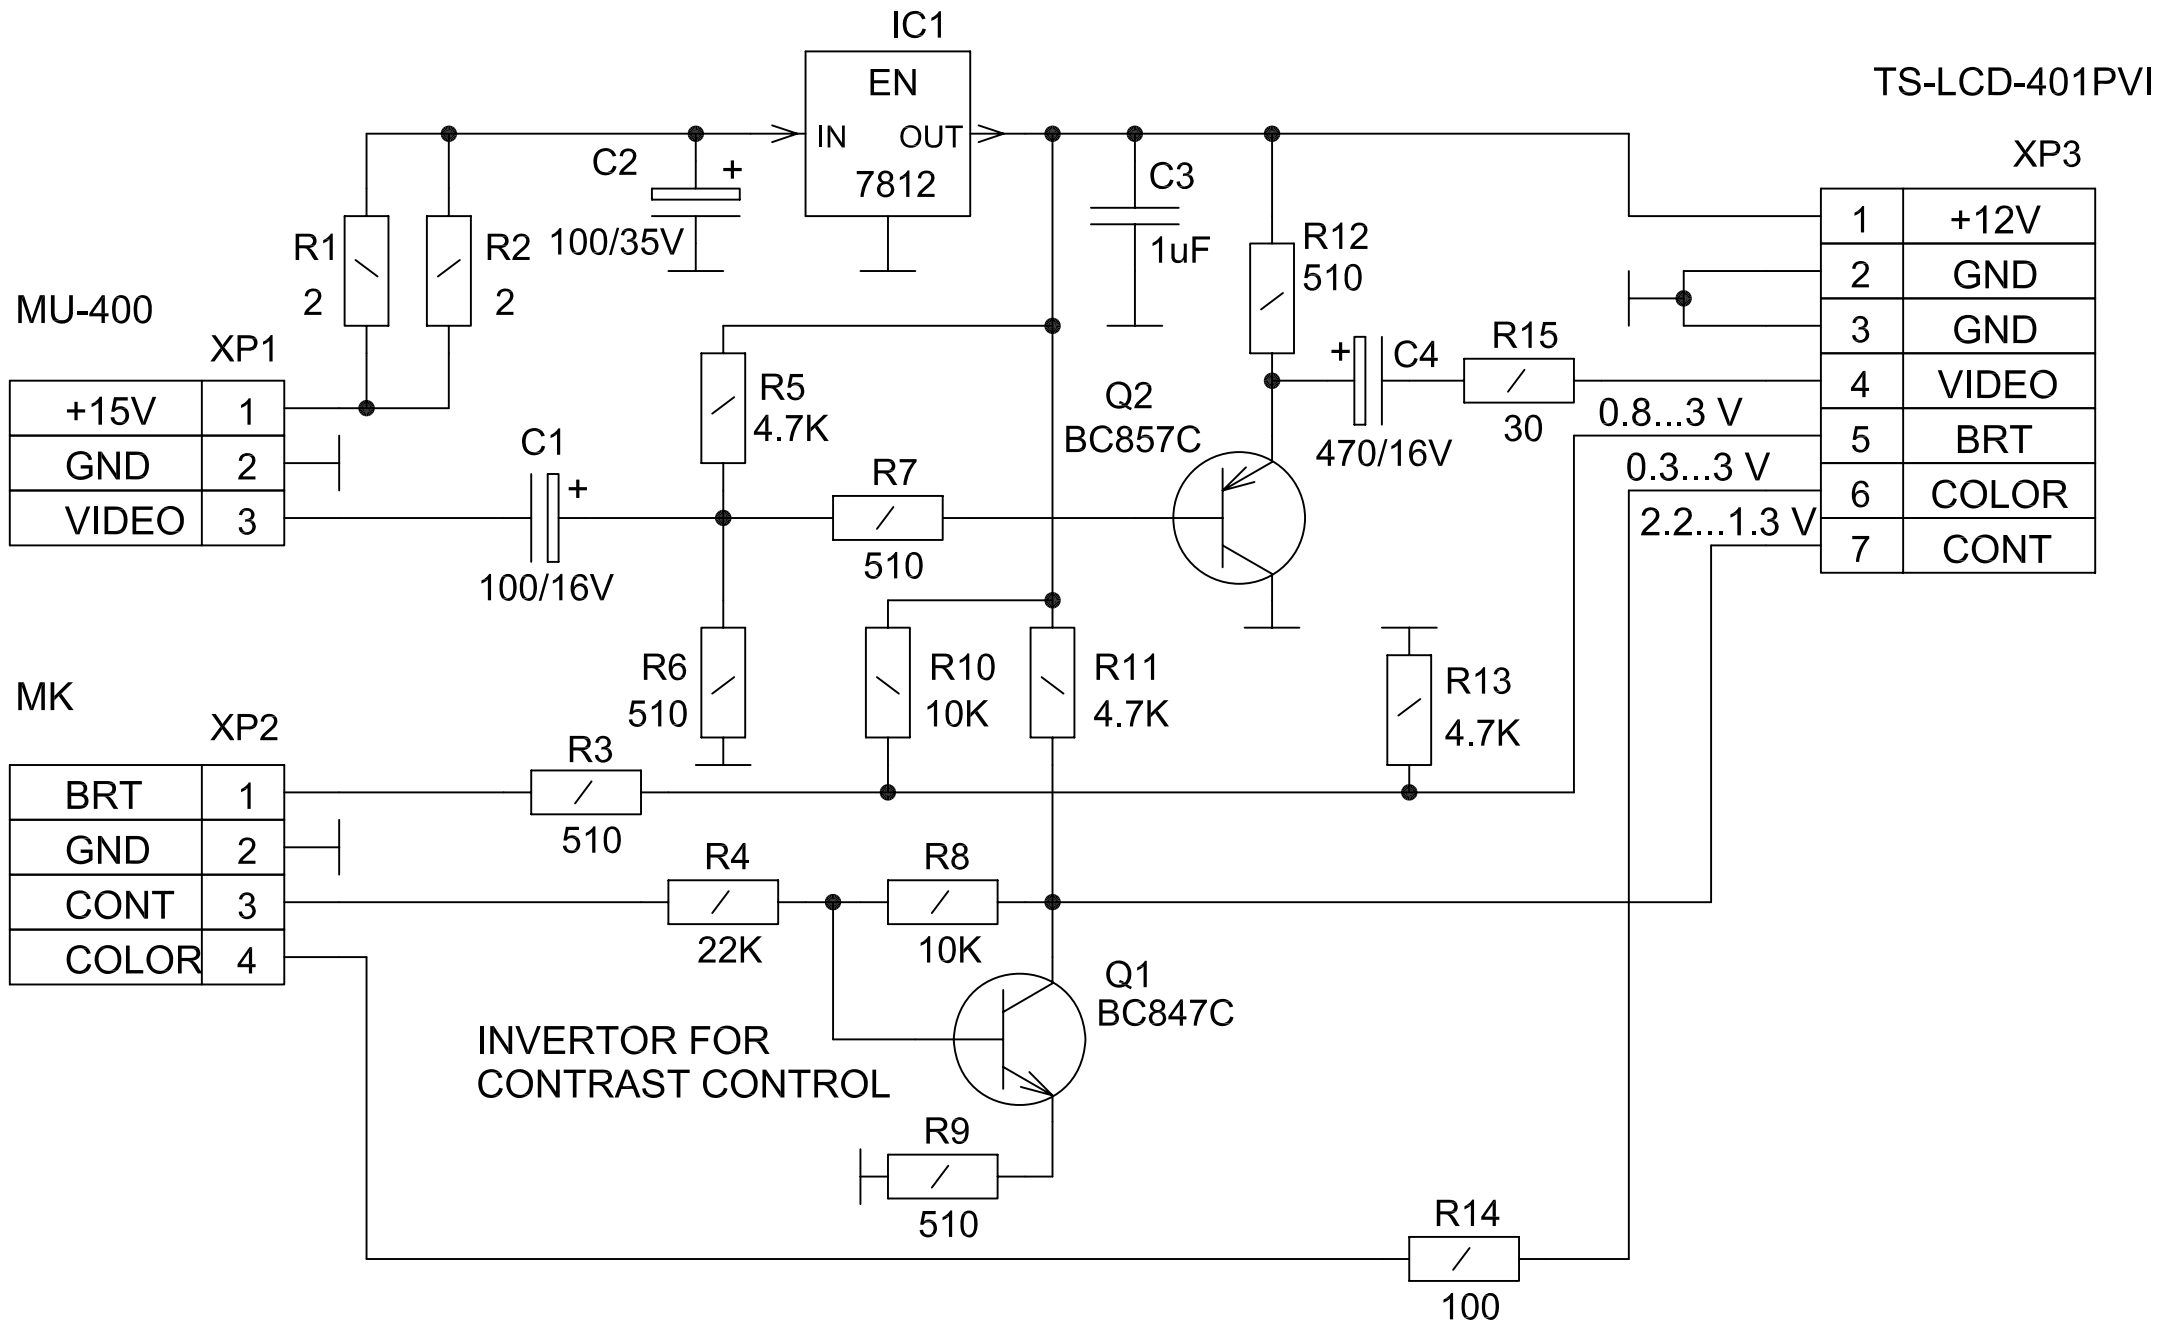 IC1
EN
IN OUT
7812
TS-LCD-401PVI
XP3
1 +12V
2 GND
3 GND
4 VIDEO
5 BRT
6 COLOR
7 CONT
C2
+
100/35V
C3
1uF
R1
2
R2
2
R12
510
MU-400
XP1
+15V 1
GND 2
VIDEO 3
R5
4.7K
C1
+
100/16V
R7
510
Q2
BC857C
+
C4
470/16V
R15
30
0.8...3 V
0.3...3 V
2.2...1.3 V
R6
510
R10
10K
R11
4.7K
R13
4.7K
MK
XP2
BRT 1
GND 2
CONT 3
COLOR 4
R3
510
R4
22K
R8
10K
Q1
BC847C
INVERTOR FOR
CONTRAST CONTROL
R9
510
R14
100